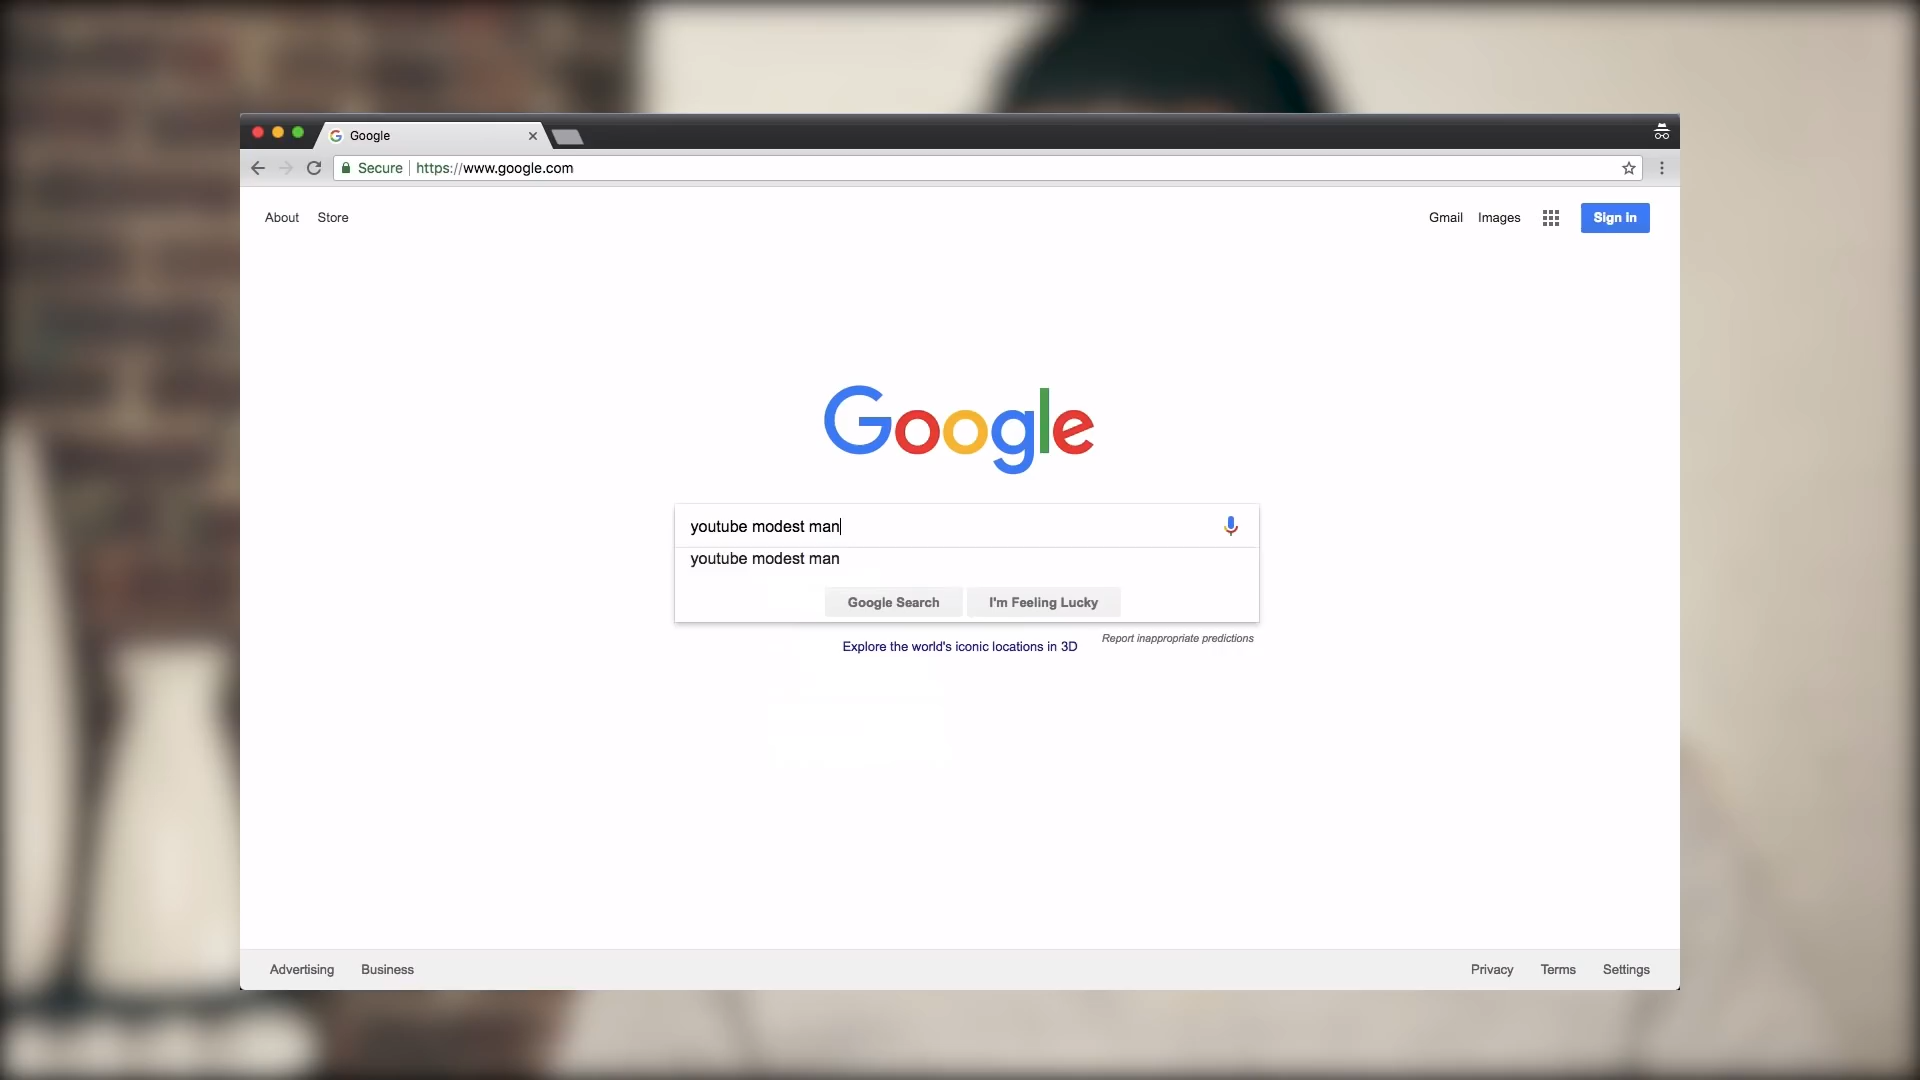 Google
Secure https://www.google.com
About Store
Gmail Images Sign in
Google
youtube modest man
youtube modest man
Google Search I'm Feeling Lucky
Report inappropriate predictions
Explore the world's iconic locations in 3D
Advertising Business
Privacy Terms Settings